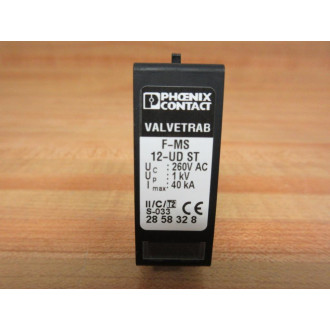 PHŒNIX
CONTACT
VALVETRAB
F-MS
12-UD ST
UC : 260V AC
UP : 1 kV
Imax: 40 kA
II/C/T2
S-033 CE
28 58 32 8